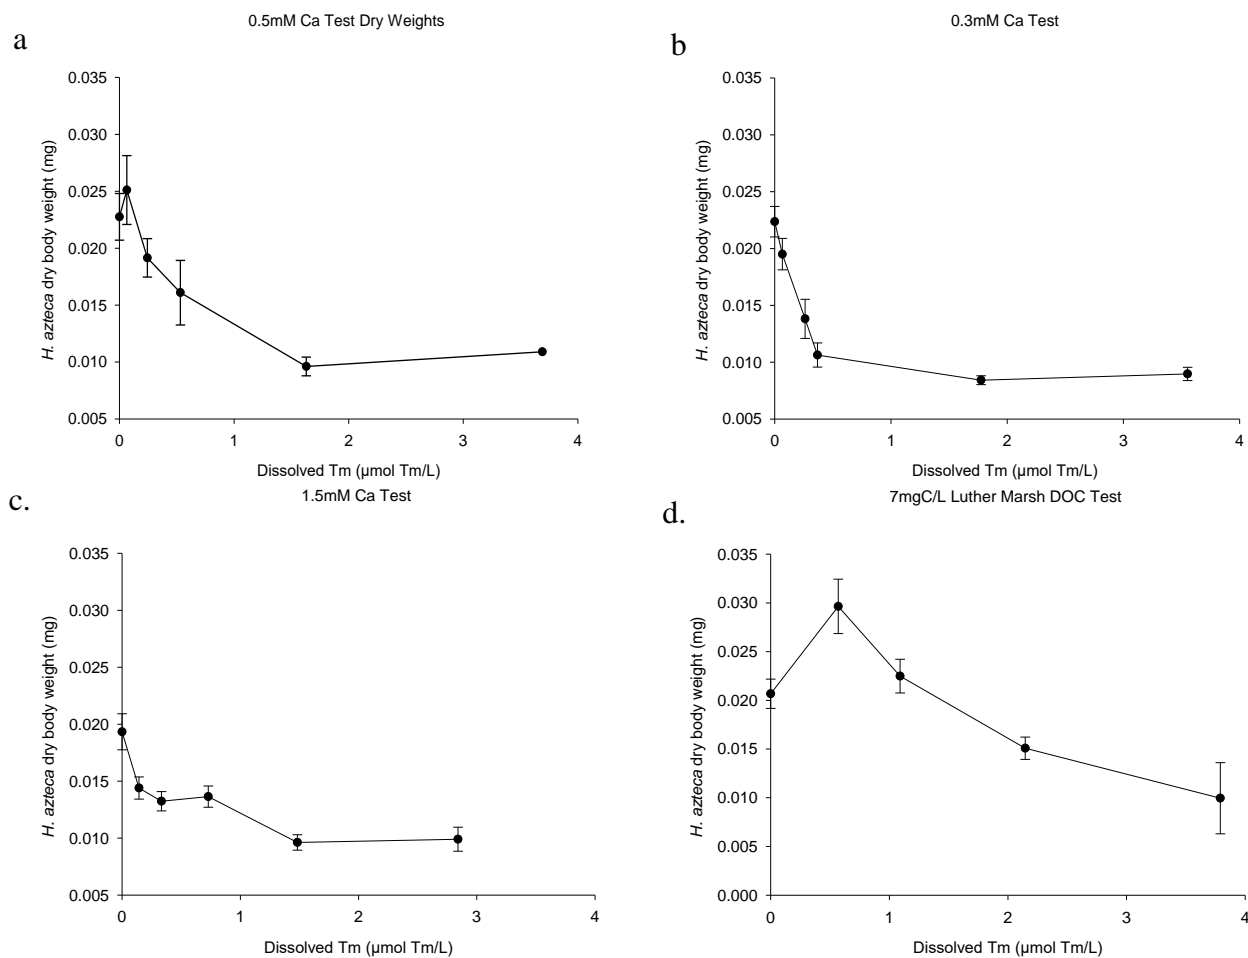 a
0.5mM Ca Test Dry Weights
0.035
0.030
0.025
0.020
0.015
0.010
0.005
H. azteca dry body weight (mg)
0 1 2 3 4
Dissolved Tm (µmol Tm/L)
b
0.3mM Ca Test
0.035
0.030
0.025
0.020
0.015
0.010
0.005
H. azteca dry body weight (mg)
0 1 2 3 4
Dissolved Tm (µmol Tm/L)
c.
1.5mM Ca Test
0.035
0.030
0.025
0.020
0.015
0.010
0.005
H. azteca dry body weight (mg)
0 1 2 3 4
Dissolved Tm (µmol Tm/L)
d.
7mgC/L Luther Marsh DOC Test
0.035
0.030
0.025
0.020
0.015
0.010
0.005
0.000
H. azteca dry body weight (mg)
0 1 2 3 4
Dissolved Tm (µmol Tm/L)